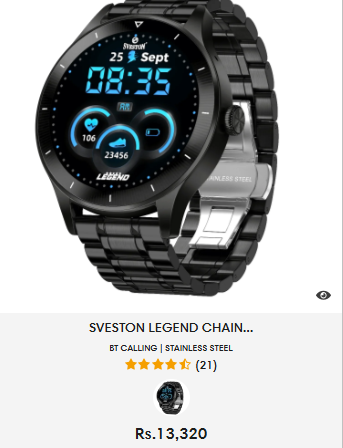 SVESTON
25 Sept
08:35
AM
106
23456
LEGEND
STAINLESS STEEL
SVESTON LEGEND CHAIN...
BT CALLING | STAINLESS STEEL
(21)
Rs.13,320